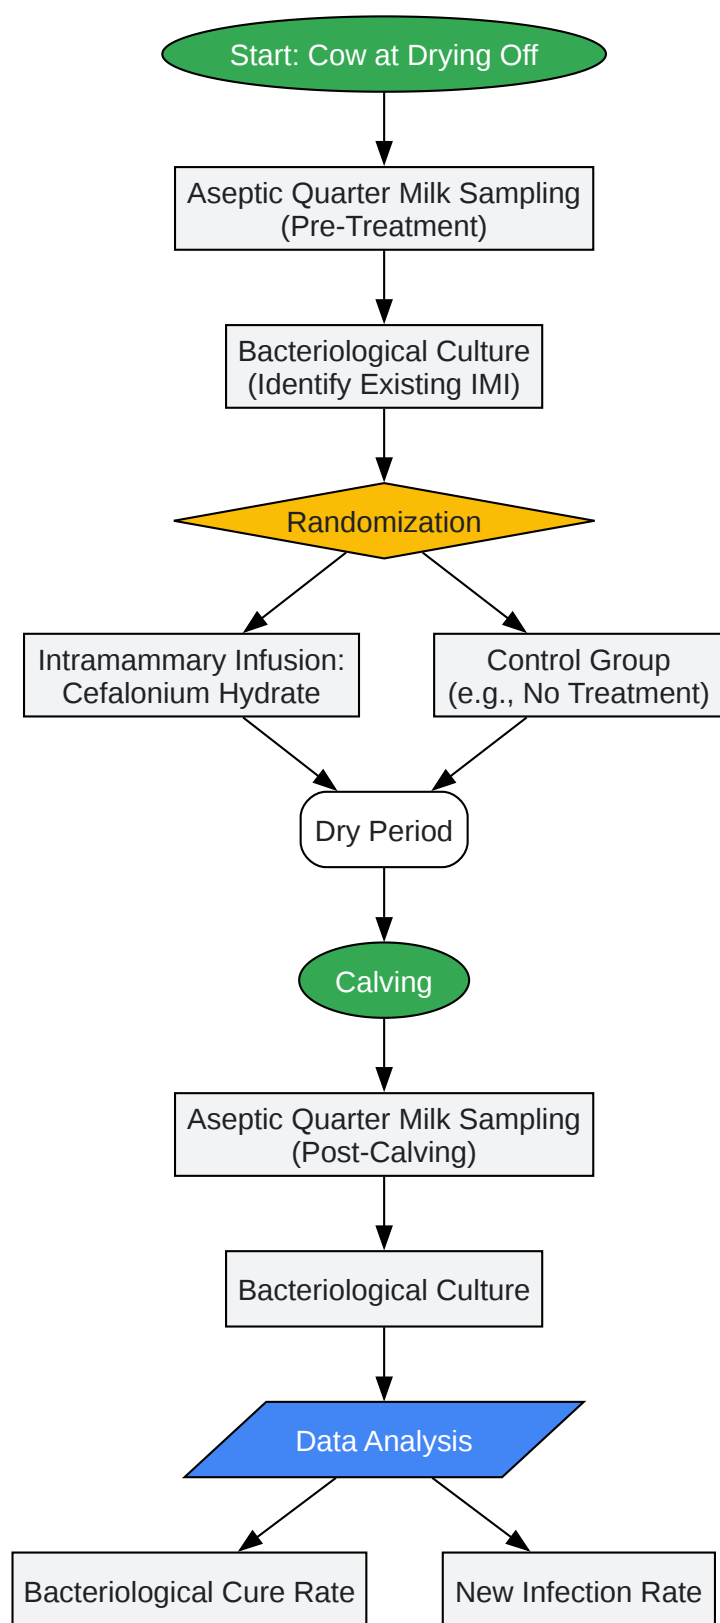 Start: Cow at Drying Off
Aseptic Quarter Milk Sampling
(Pre-Treatment)
Bacteriological Culture
(Identify Existing IMI)
Randomization
Intramammary Infusion:
Cefalonium Hydrate
Control Group
(e.g., No Treatment)
Dry Period
Calving
Aseptic Quarter Milk Sampling
(Post-Calving)
Bacteriological Culture
Data Analysis
Bacteriological Cure Rate
New Infection Rate